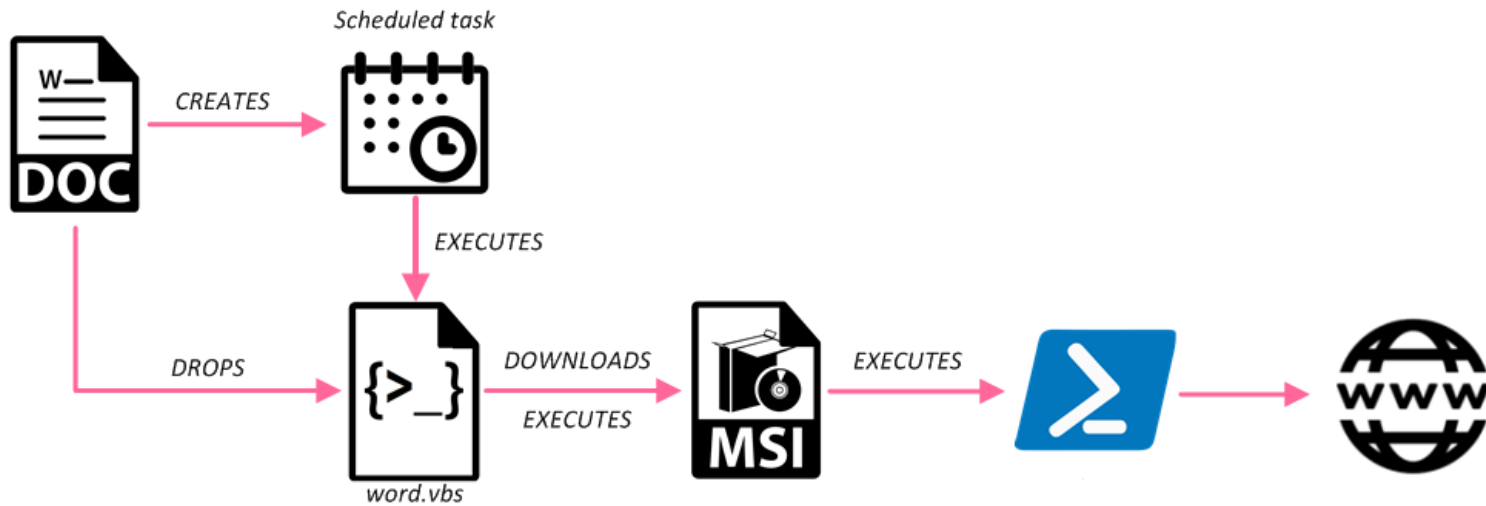 Scheduled task
W
CREATES
DOC
EXECUTES
DROPS
{>_}
DOWNLOADS
EXECUTES
EXECUTES
www
MSI
word.vbs